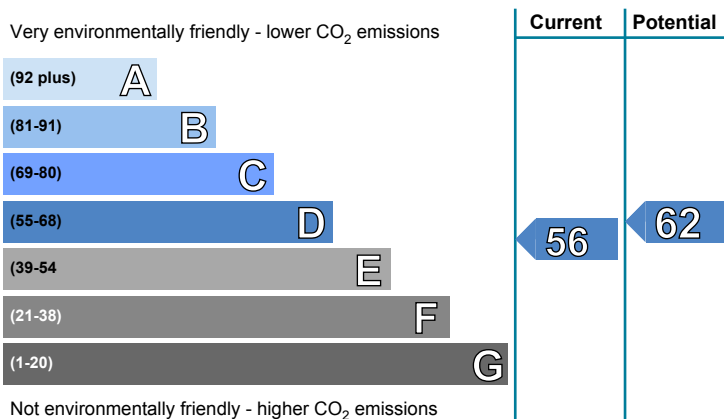 Current Potential
Very environmentally friendly - lower CO2 emissions
(92 plus) A
(81-91) B
(69-80) C
(55-68) D
56 62
(39-54 E
(21-38) F
(1-20) G
Not environmentally friendly - higher CO2 emissions